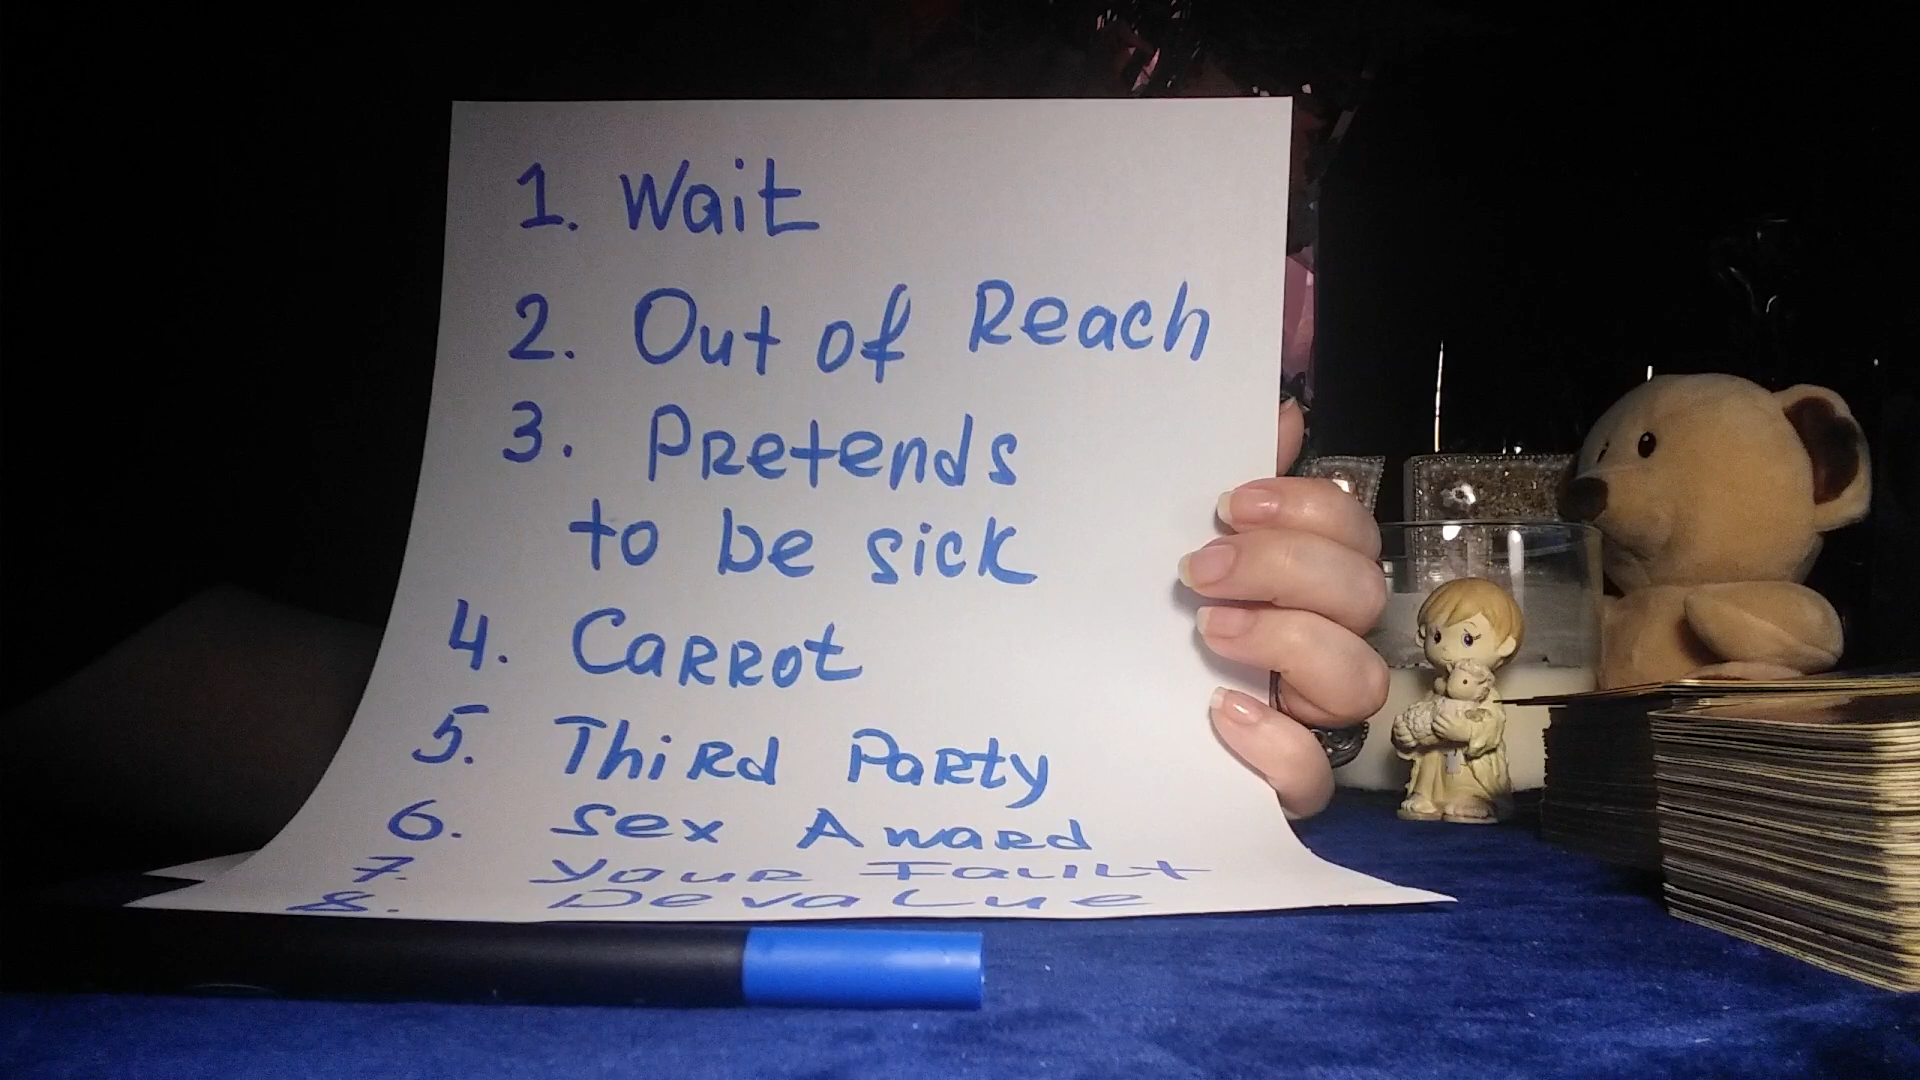 1. Wait
2. Out of Reach
3. Pretends
to be sick
4. Carrot
5. Third Party
6. Sex Award
7. Your Fault
8. Devalue